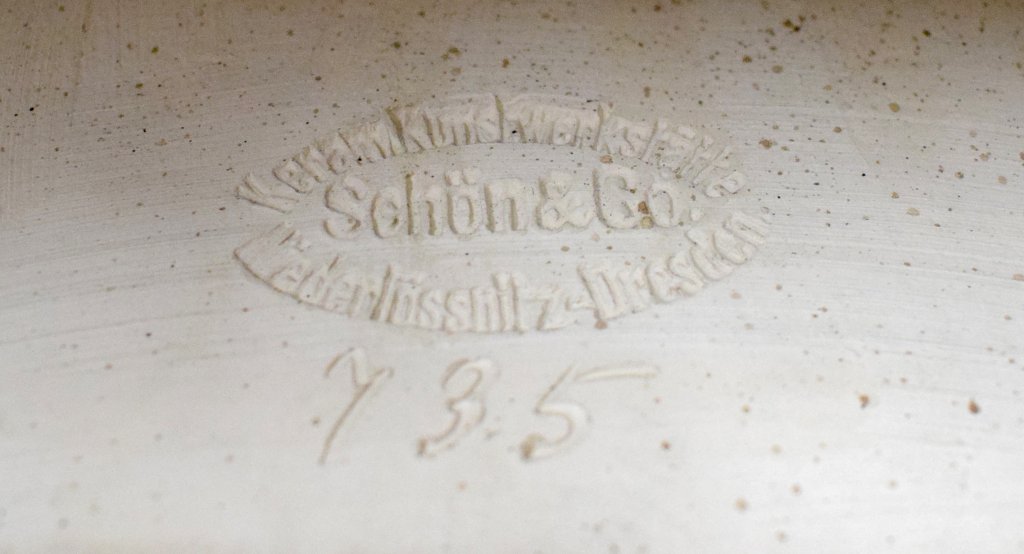 Keram. Kunstwerkstätte
Schön & Co.
Niederlössnitz-Dresden.
735